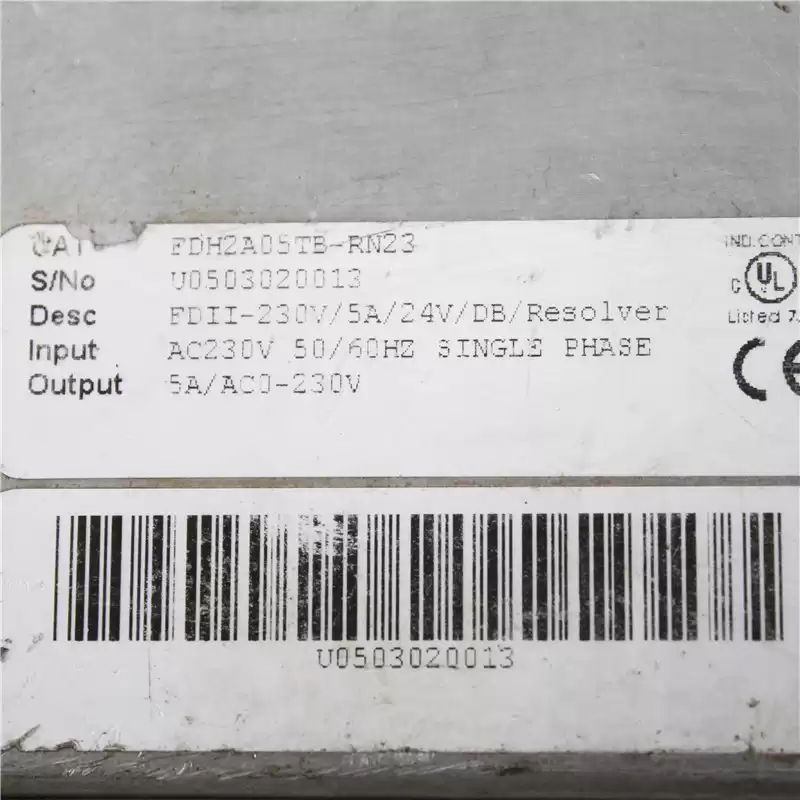 CAT FDH2A05TB-RN23
S/No U0503020013
Desc FDII-230V/5A/24V/DB/Resolver
Input AC230V 50/60HZ SINGLE PHASE
Output 5A/AC0-230V
IND.CONT
C UL
Listed 7
CE
U0503020013